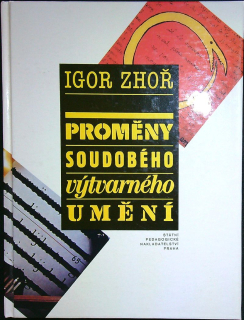 IGOR ZHOŘ
PROMĚNY
SOUDOBÉHO
výtvarného
UMĚNÍ
STÁTNÍ
PEDAGOGICKÉ
NAKLADATELSTVÍ
PRAHA